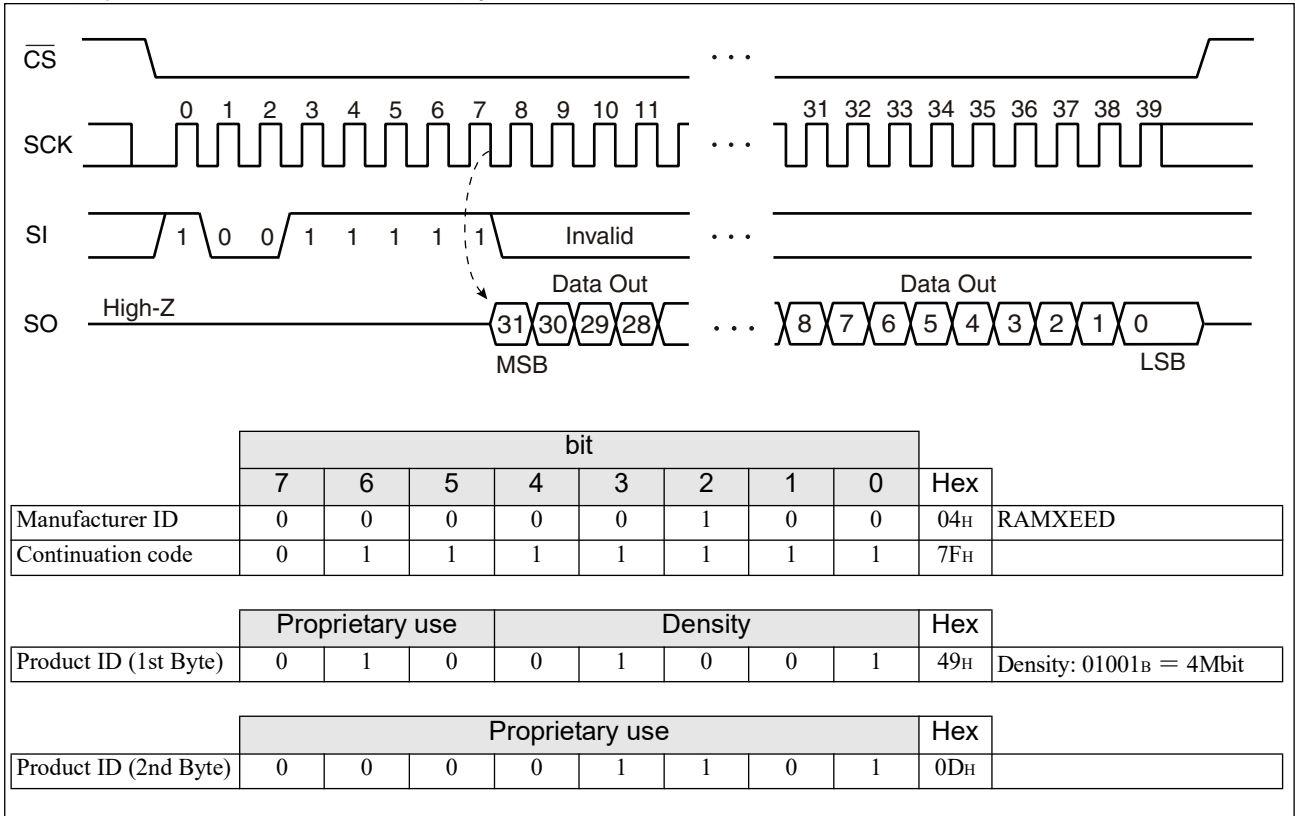 CS
0 1 2 3 4 5 6 7 8 9 10 11 31 32 33 34 35 36 37 38 39
SCK
SI 1 0 0 1 1 1 1 1 Invalid
Data Out Data Out
High-Z
SO 31 30 29 28 8 7 6 5 4 3 2 1 0
MSB LSB
bit
7 6 5 4 3 2 1 0 Hex
Manufacturer ID 0 0 0 0 0 1 0 0 04H RAMXEED
Continuation code 0 1 1 1 1 1 1 1 7FH
Proprietary use Density Hex
Product ID (1st Byte) 0 1 0 0 1 0 0 1 49H Density: 01001B = 4Mbit
Proprietary use Hex
Product ID (2nd Byte) 0 0 0 0 1 1 0 1 0DH